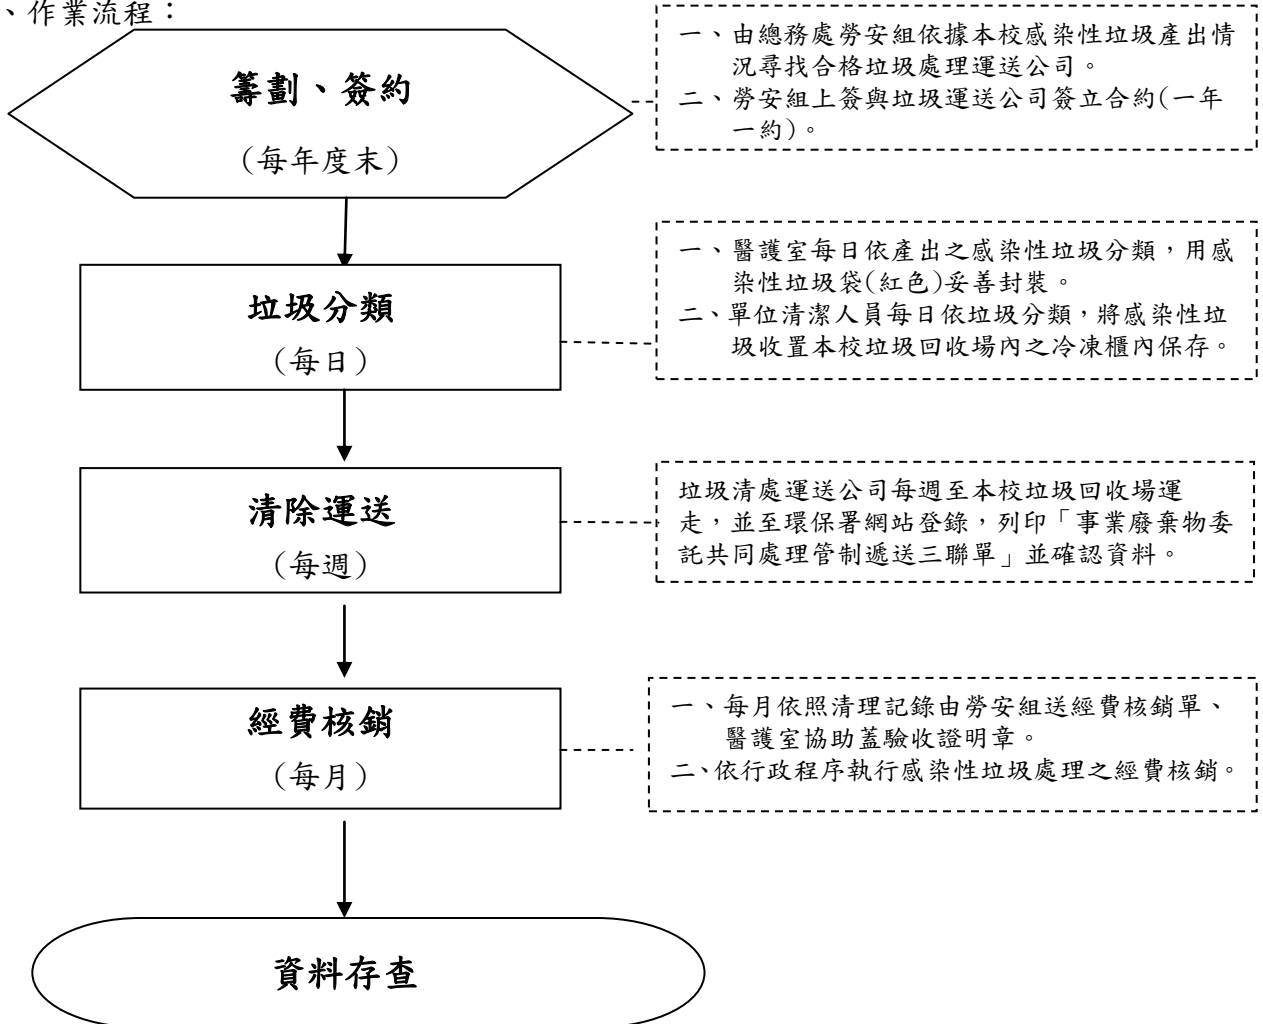 、作業流程：
籌劃、簽約
（每年度末）
一、由總務處勞安組依據本校感染性垃圾產出情
況尋找合格垃圾處理運送公司。
二、勞安組上簽與垃圾運送公司簽立合約(一年
一約)。
垃圾分類
（每日）
一、醫護室每日依產出之感染性垃圾分類，用感
染性垃圾袋(紅色)妥善封裝。
二、單位清潔人員每日依垃圾分類，將感染性垃
圾收置本校垃圾回收場內之冷凍櫃內保存。
清除運送
（每週）
垃圾清處運送公司每週至本校垃圾回收場運
走，並至環保署網站登錄，列印「事業廢棄物委
託共同處理管制遞送三聯單」並確認資料。
經費核銷
（每月）
一、每月依照清理記錄由勞安組送經費核銷單、
醫護室協助蓋驗收證明章。
二、依行政程序執行感染性垃圾處理之經費核銷。
資料存查